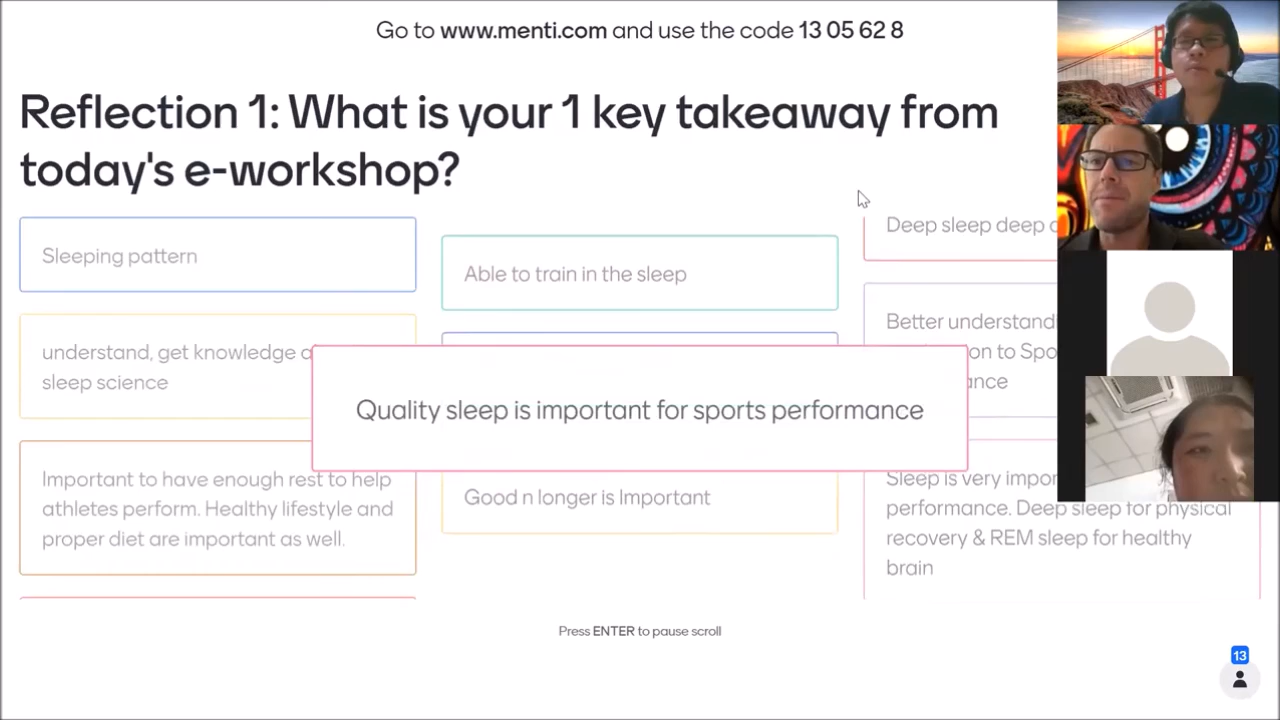 Go to www.menti.com and use the code 13 05 62 8
Reflection 1: What is your 1 key takeaway from
today's e-workshop?
Sleeping pattern
understand, get knowledge
sleep science
Important to have enough rest to help
athletes perform. Healthy lifestyle and
proper diet are important as well.
Able to train in the sleep
Quality sleep is important for sports performance
Good n longer is Important
Deep sleep deep
Better
on to
Sleep is very
performance. Deep sleep for physical
recovery & REM sleep for healthy
brain
Press ENTER to pause scroll
13